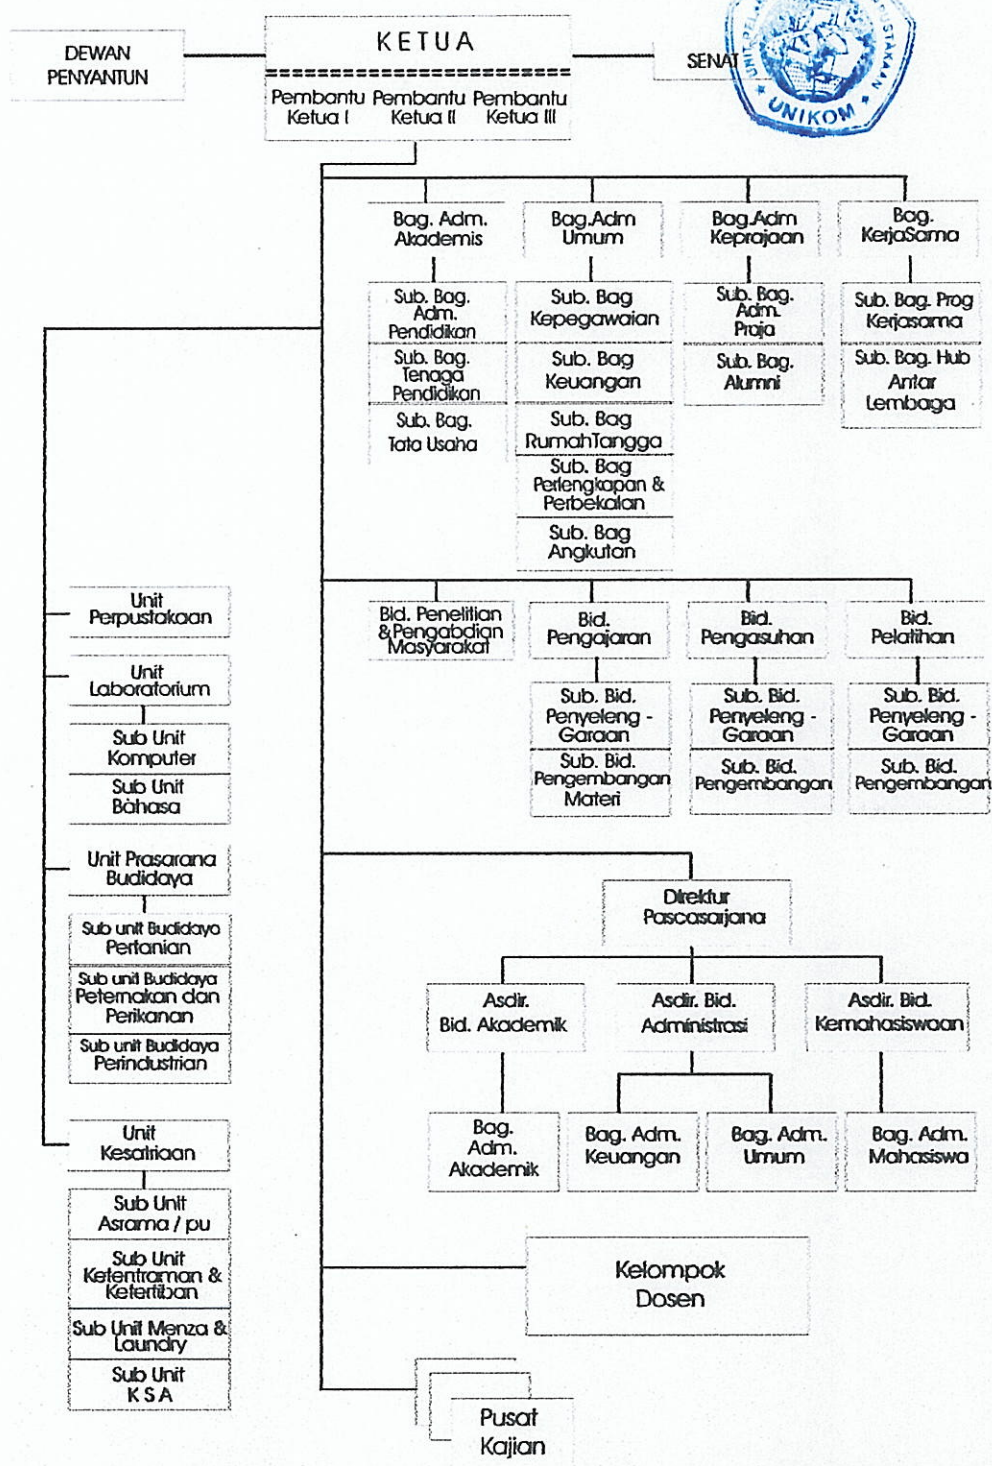 DEWAN
PENYANTUN
KETUA
Pembantu Ketua I
Pembantu Ketua II
Pembantu Ketua III
SENAT
UNIKOM
Bag. Adm.
Akademis
Bag.Adm
Umum
Bag.Adm
Keprajaan
Bag.
KerjaSama
Sub. Bag.
Adm.
Pendidikan
Sub. Bag.
Tenaga
Pendidikan
Sub. Bag.
Tata Usaha
Sub. Bag
Kepegawaian
Sub. Bag
Keuangan
Sub. Bag
RumahTangga
Sub. Bag
Perlengkapan &
Perbekalan
Sub. Bag
Angkutan
Sub. Bag.
Adm.
Praja
Sub. Bag.
Alumni
Sub. Bag. Prog
Kerjasama
Sub. Bag. Hub
Antar
Lembaga
Unit
Perpustakaan
Unit
Laboratorium
Sub Unit
Komputer
Sub Unit
Bahasa
Unit Prasarana
Budidaya
Sub unit Budidaya
Pertanian
Sub unit Budidaya
Peternakan dan
Perikanan
Sub unit Budidaya
Perindustrian
Unit
Kesatriaan
Sub Unit
Asrama / pu
Sub Unit
Ketentraman &
Ketertiban
Sub Unit Menza &
Laundry
Sub Unit
K S A
Bid. Penelitian
&Pengabdian
Masyarakat
Bid.
Pengajaran
Bid.
Pengasuhan
Bid.
Pelatihan
Sub. Bid.
Penyeleng -
Garaan
Sub. Bid.
Pengembangan
Materi
Sub. Bid.
Penyeleng -
Garaan
Sub. Bid.
Pengembangan
Sub. Bid.
Penyeleng -
Garaan
Sub. Bid.
Pengembangan
Direktur
Pascasarjana
Asdir.
Bid. Akademik
Asdir. Bid.
Administrasi
Asdir. Bid.
Kemahasiswaan
Bag.
Adm.
Akademik
Bag. Adm.
Keuangan
Bag. Adm.
Umum
Bag. Adm.
Mahasiswa
Kelompok
Dosen
Pusat
Kajian